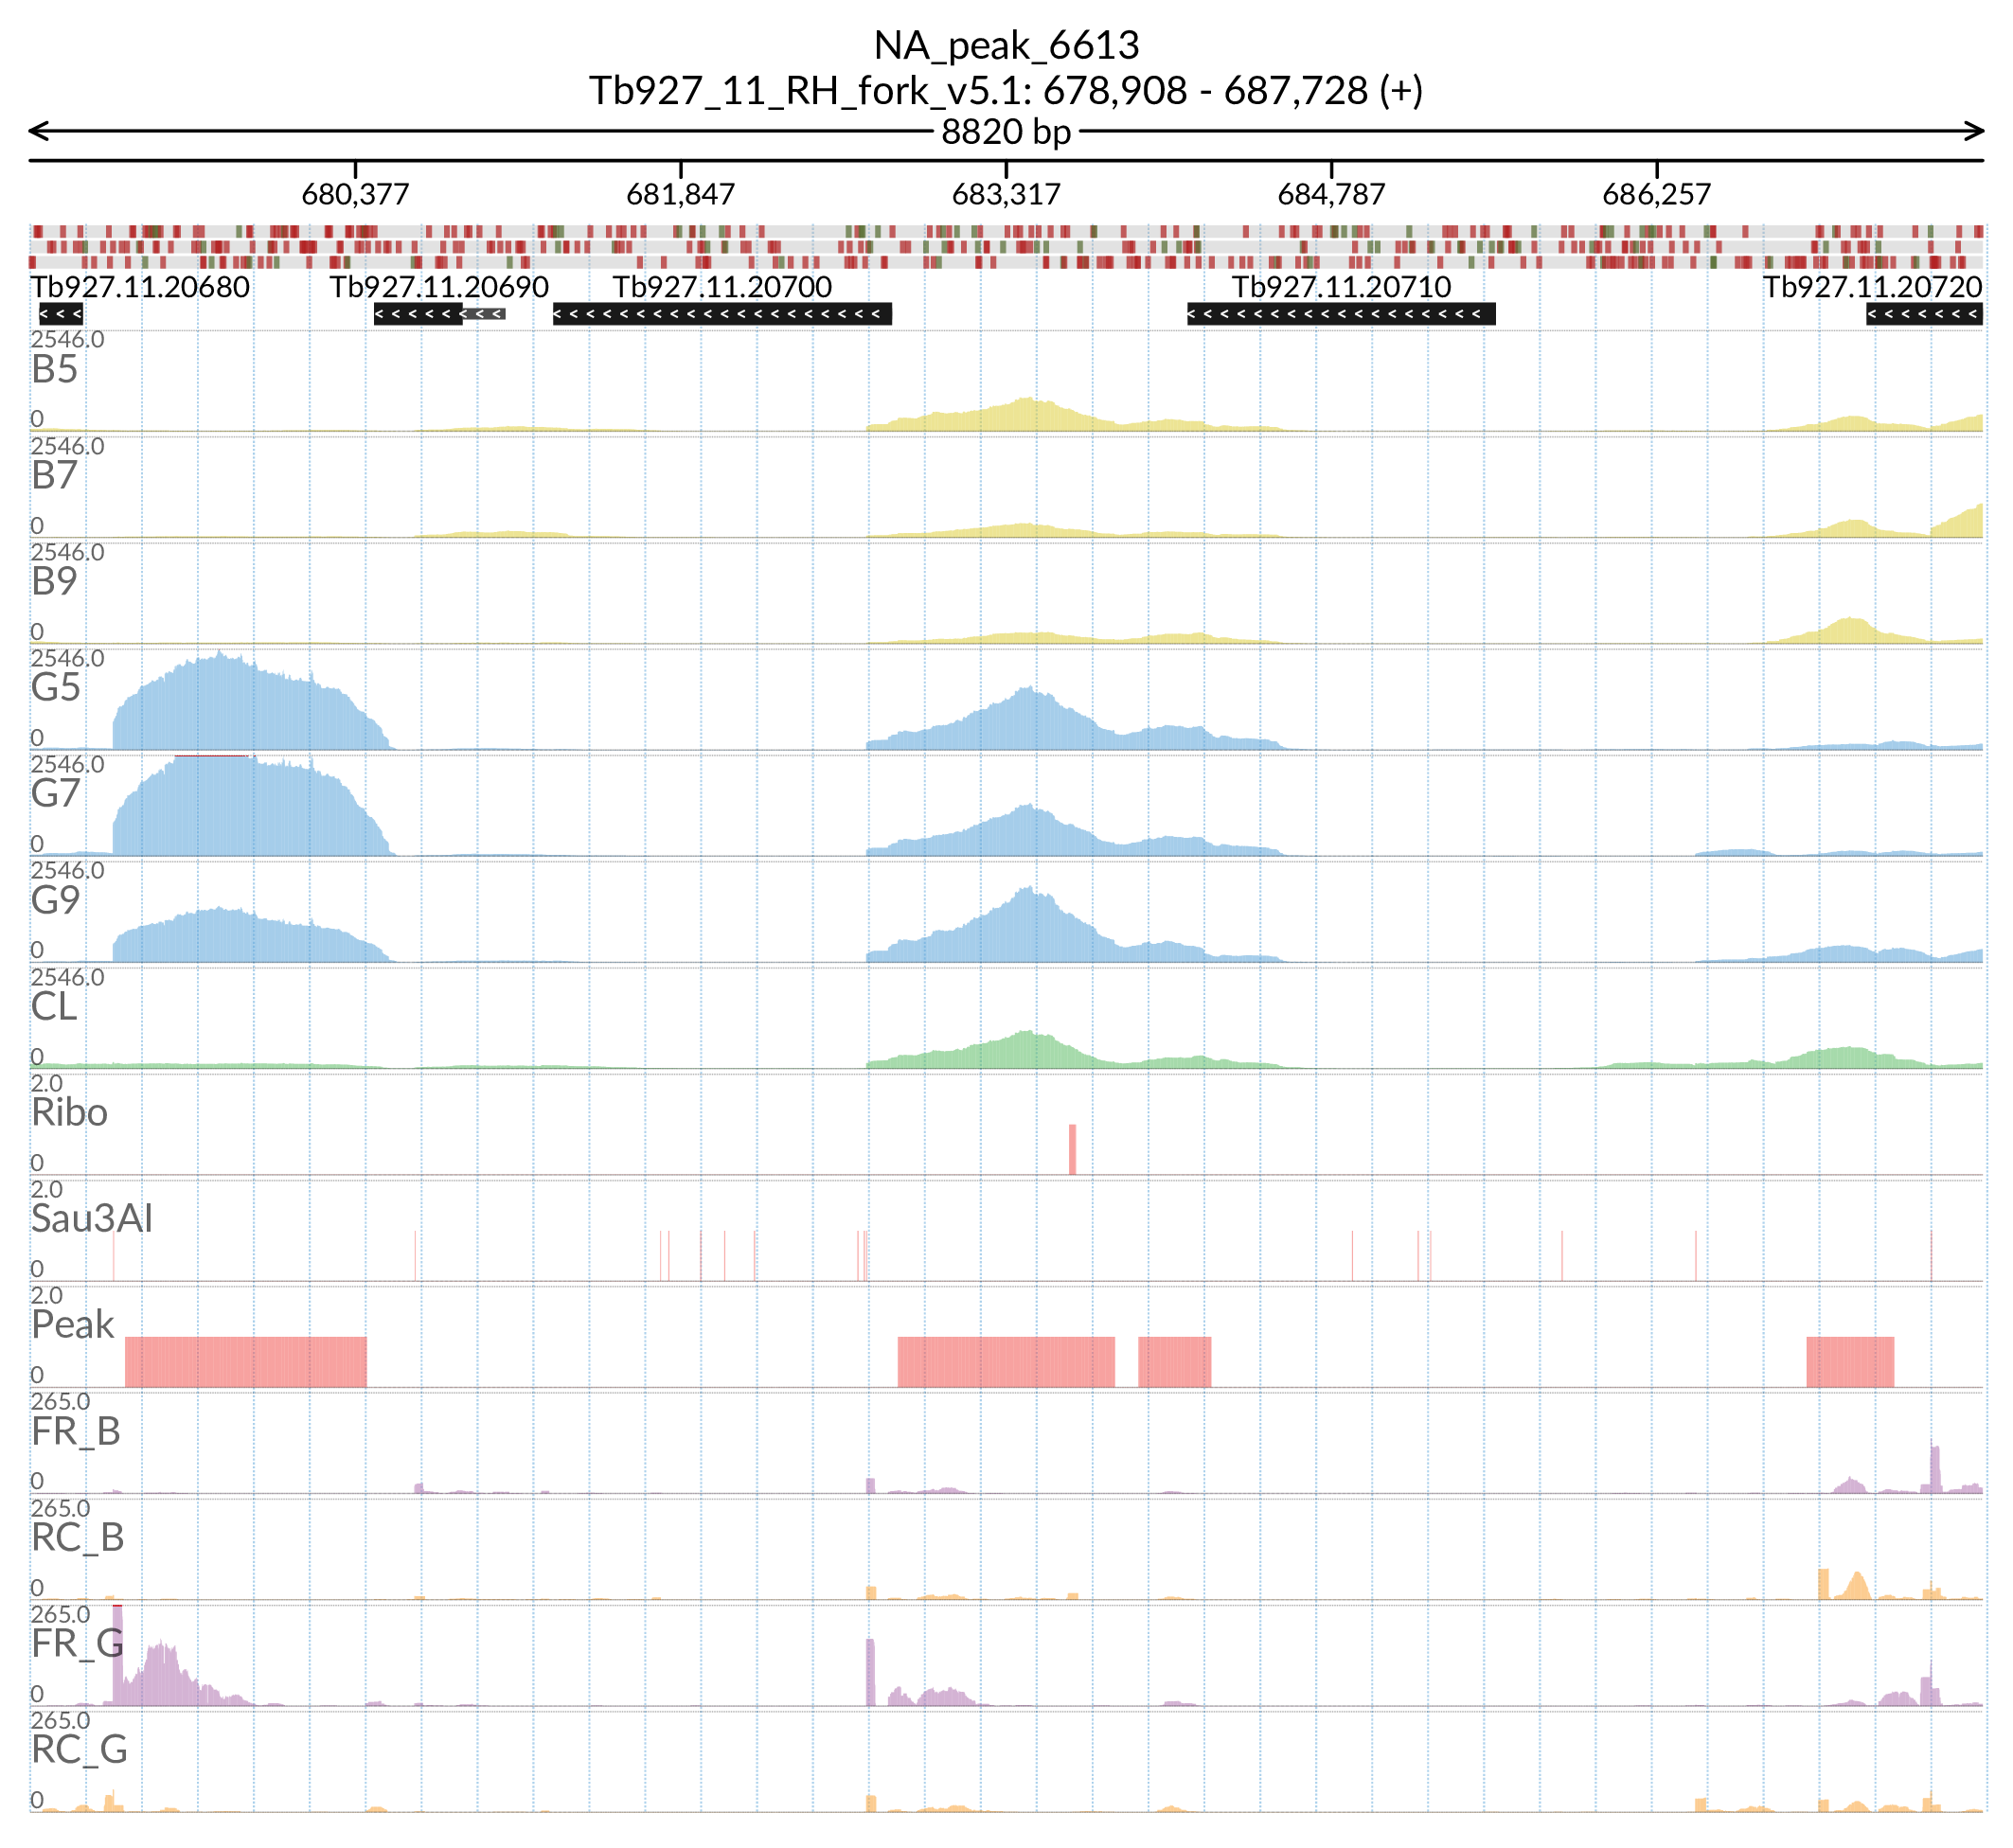 NA_peak_6613
Tb927_11_RH_fork_v5.1: 678,908 - 687,728 (+)
8820 bp
680,377 681,847 683,317 684,787 686,257
Tb927.11.20680 Tb927.11.20690 Tb927.11.20700 Tb927.11.20710 Tb927.11.20720
2546.0
B5
0
2546.0
B7
0
2546.0
B9
0
2546.0
G5
0
2546.0
G7
0
2546.0
G9
0
2546.0
CL
0
2.0
Ribo
0
2.0
Sau3AI
0
2.0
Peak
0
265.0
FR_B
0
265.0
RC_B
0
265.0
FR_G
0
265.0
RC_G
0